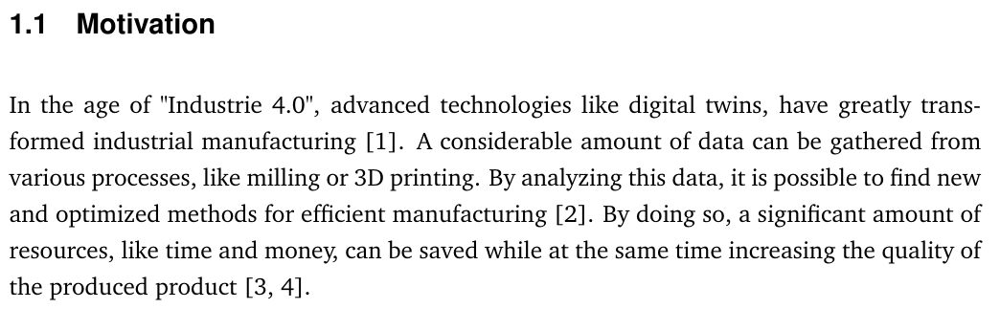 1.1 Motivation
In the age of "Industrie 4.0", advanced technologies like digital twins, have greatly trans-
formed industrial manufacturing [1]. A considerable amount of data can be gathered from
various processes, like milling or 3D printing. By analyzing this data, it is possible to find new
and optimized methods for efficient manufacturing [2]. By doing so, a significant amount of
resources, like time and money, can be saved while at the same time increasing the quality of
the produced product [3, 4].